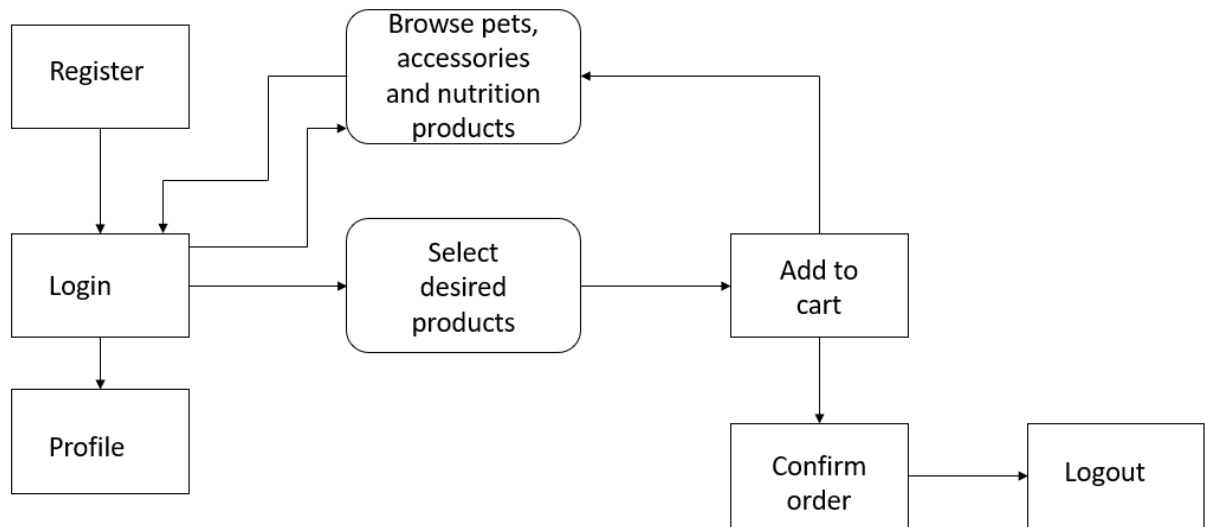 Register
Browse pets,
accessories
and nutrition
products
Login
Select
desired
products
Add to
cart
Profile
Confirm
order
Logout